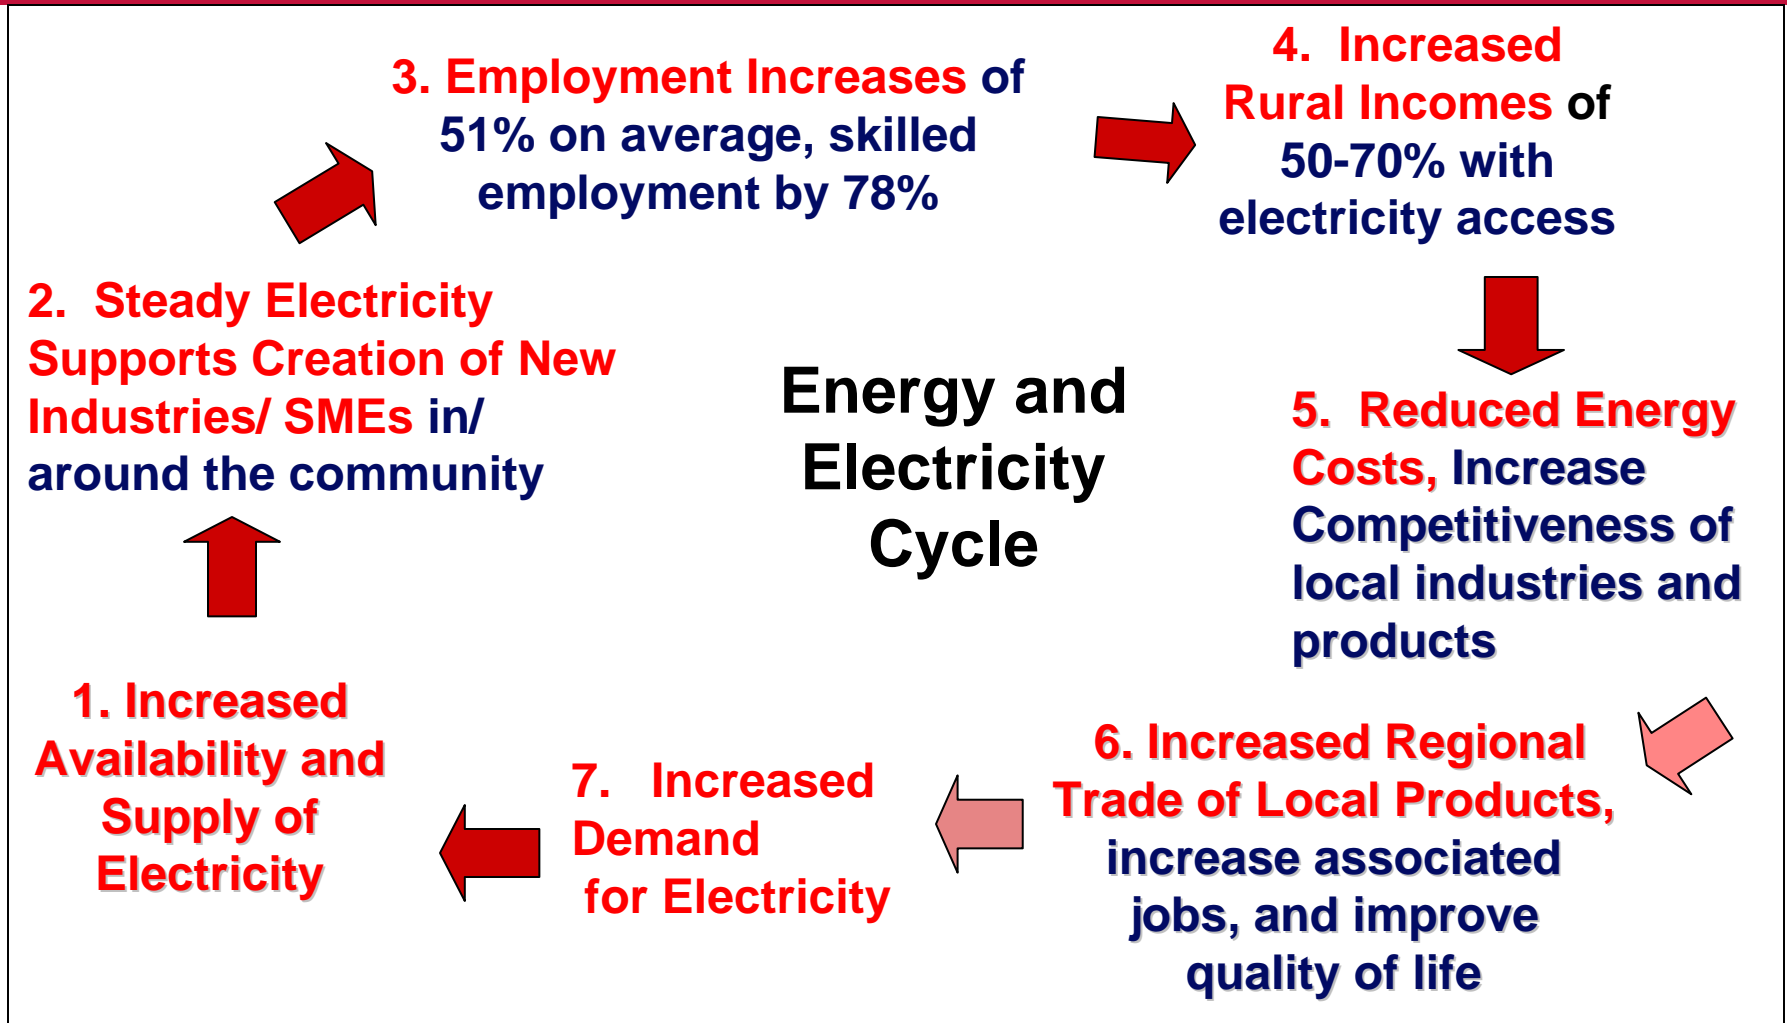 1. Increased
Availability and
Supply of
Electricity
2.  Steady Electricity
Supports Creation of New
Industries/ SMEs in/
around the community
3. Employment Increases of
51% on average, skilled
employment by 78%
4.  Increased
Rural Incomes of
50-70% with
electricity access
5.  Reduced Energy
Costs, Increase
Competitiveness of
local industries and
products
6. Increased Regional
Trade of Local Products,
increase associated
jobs, and improve
quality of life
7.   Increased
Demand
for Electricity
Energy and
Electricity
Cycle